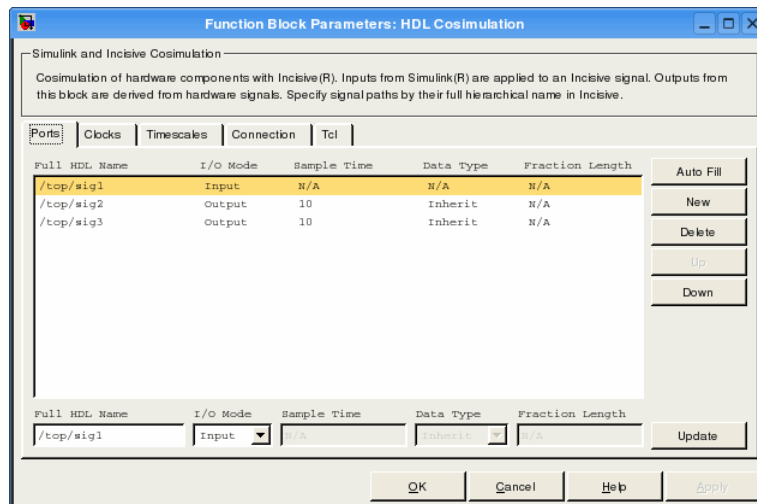 Function Block Parameters: HDL Cosimulation
Simulink and Incisive Cosimulation
Cosimulation of hardware components with Incisive(R). Inputs from Simulink(R) are applied to an Incisive signal. Outputs from
this block are derived from hardware signals. Specify signal paths by their full hierarchical name in Incisive.
Ports Clocks Timescales Connection Tcl
Full HDL Name I/O Mode Sample Time Data Type Fraction Length
/top/sig1 Input N/A N/A N/A
/top/sig2 Output 10 Inherit N/A
/top/sig3 Output 10 Inherit N/A
Auto Fill
New
Delete
Up
Down
Full HDL Name I/O Mode Sample Time Data Type Fraction Length
/top/sig1 Input N/A Inherit N/A Update
OK Cancel Help Apply